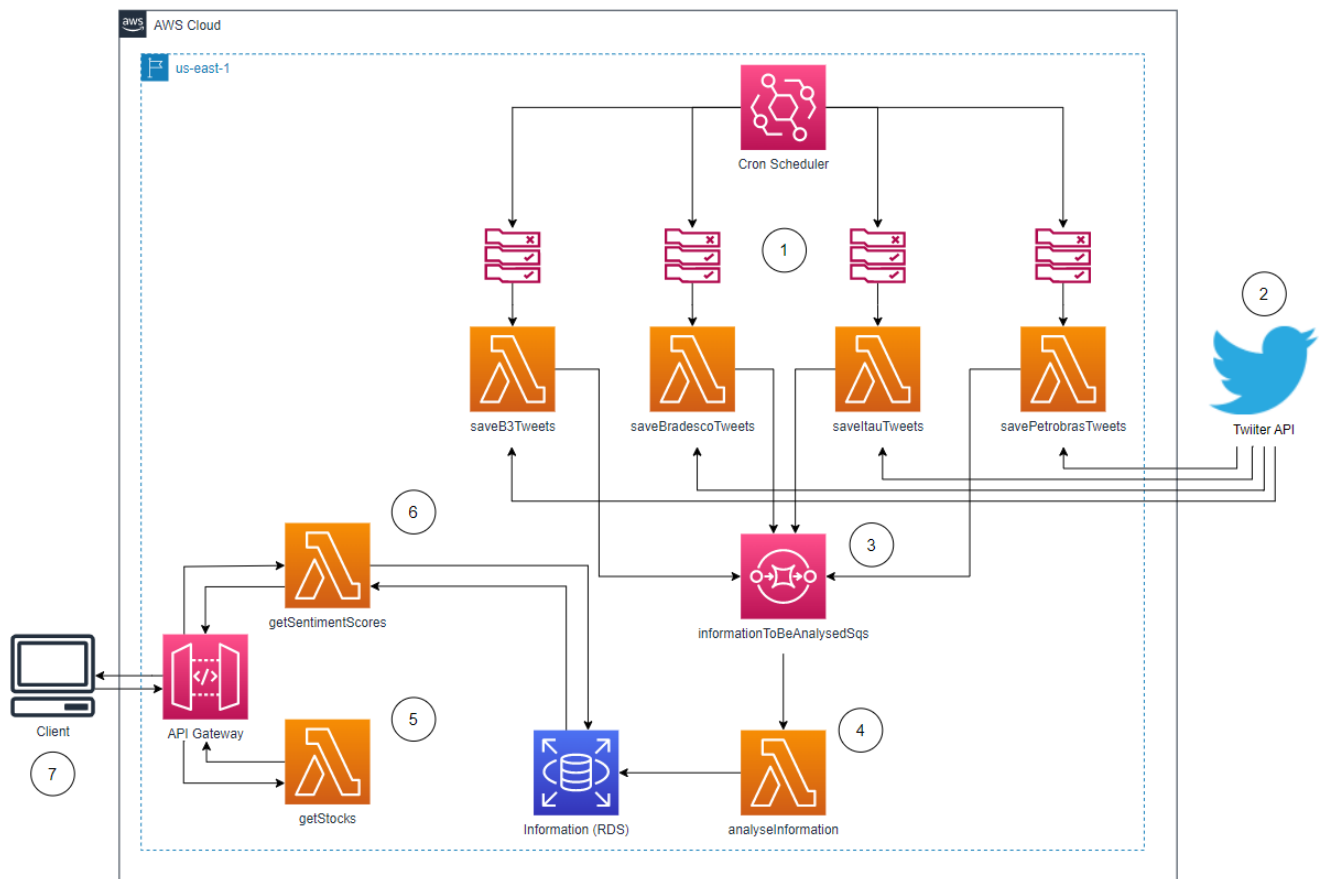 aws
AWS Cloud
us-east-1
Cron Scheduler
1
2
saveB3Tweets
saveBradescoTweets
saveItauTweets
savePetrobrasTweets
Twiiter API
6
3
getSentimentScores
informationToBeAnalysedSqs
</>
Client
API Gateway
5
4
7
getStocks
Information (RDS)
analyseInformation